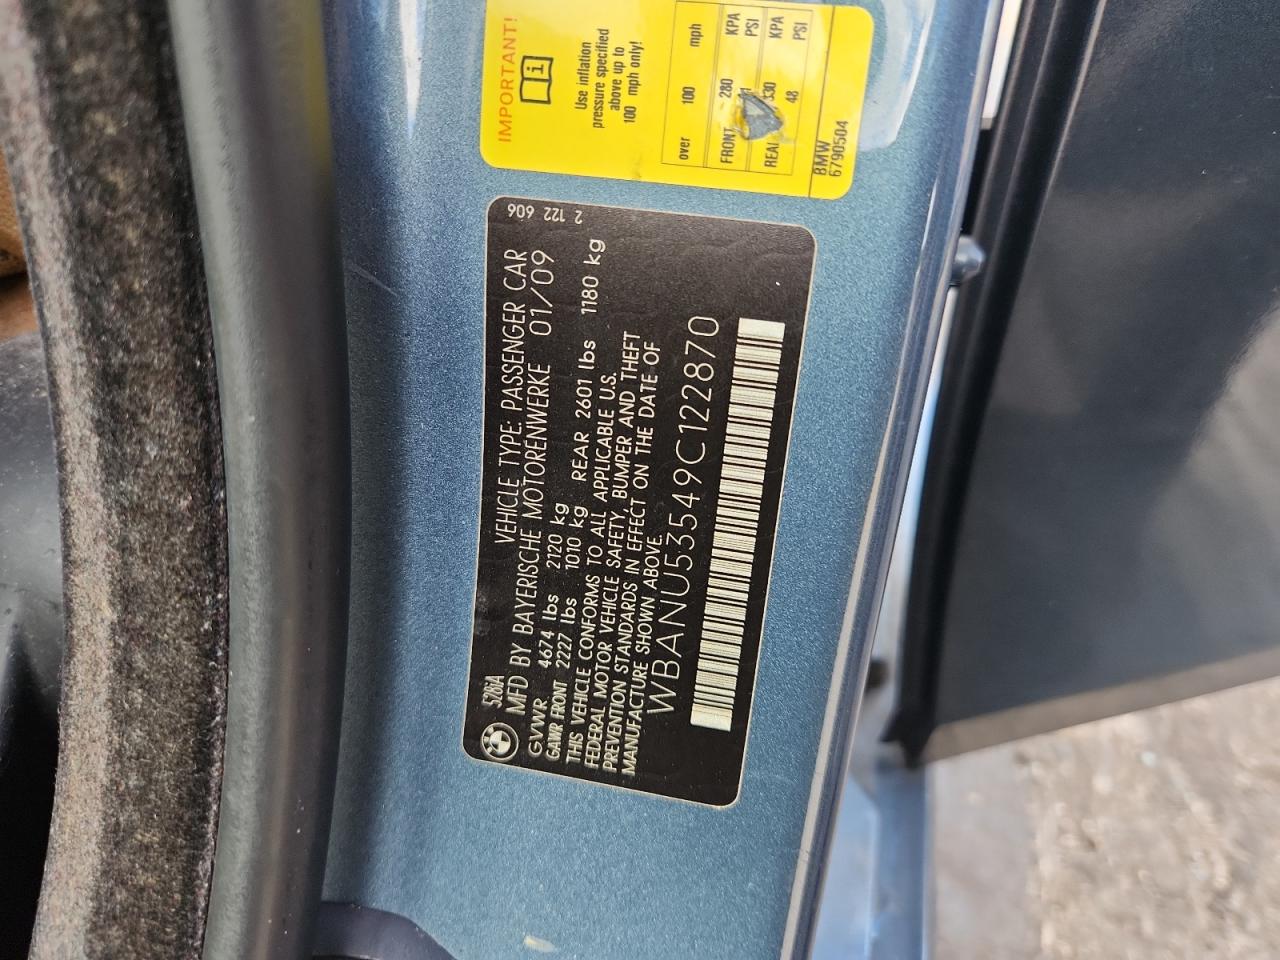 528iA VEHICLE TYPE: PASSENGER CAR
MFD BY BAYERISCHE MOTORENWERKE 01/09
GVWR 4674 lbs 2120 kg
GAWR FRONT 2227 lbs 1010 kg REAR 2601 lbs 1180 kg
THIS VEHICLE CONFORMS TO ALL APPLICABLE U.S.
FEDERAL MOTOR VEHICLE SAFETY, BUMPER AND THEFT
PREVENTION STANDARDS IN EFFECT ON THE DATE OF
MANUFACTURE SHOWN ABOVE.
WBANU53549C122870
2 122 606
IMPORTANT!
Use inflation
pressure specified
above up to
100 mph only!
over 100 mph
FRONT 280 KPA
PSI
330 KPA
48 PSI
BMW
6790504